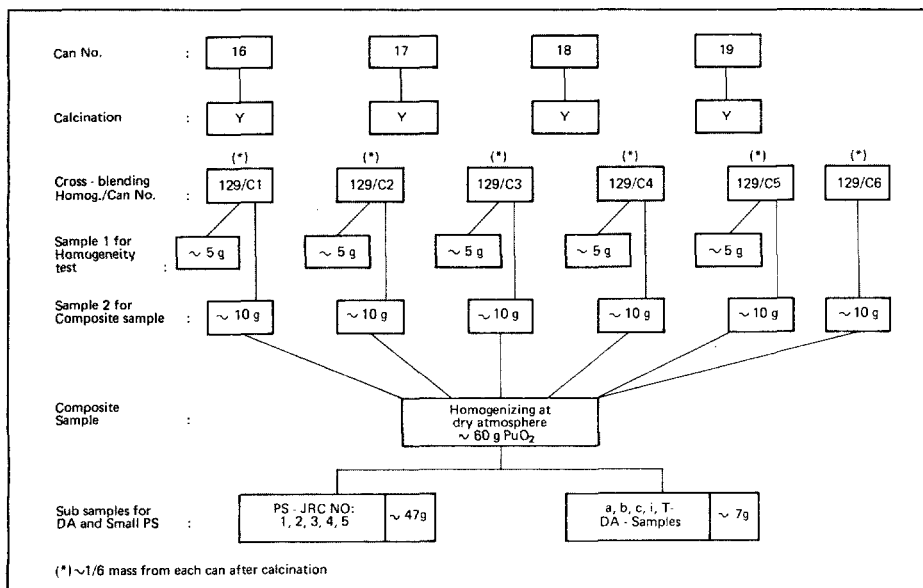 Can No. : 16 17 18 19
Calcination : Y Y Y Y
(*) (*) (*) (*) (*) (*)
Cross - blending
Homog./Can No. : 129/C1 129/C2 129/C3 129/C4 129/C5 129/C6
Sample 1 for
Homogeneity
test : ~ 5 g ~ 5 g ~ 5 g ~ 5 g ~ 5 g
Sample 2 for
Composite sample : ~ 10 g ~ 10 g ~ 10 g ~ 10 g ~ 10 g ~ 10 g
Composite
Sample :
Homogenizing at
dry atmosphere
~ 60 g PuO₂
Sub samples for
DA and Small PS :
PS - JRC NO:
1, 2, 3, 4, 5
~ 47g
a, b, c, i, T-
DA - Samples
~ 7g
(*) ~1/6 mass from each can after calcination